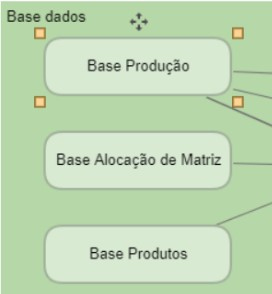 Base dados
Base Produção
Base Alocação de Matriz
Base Produtos